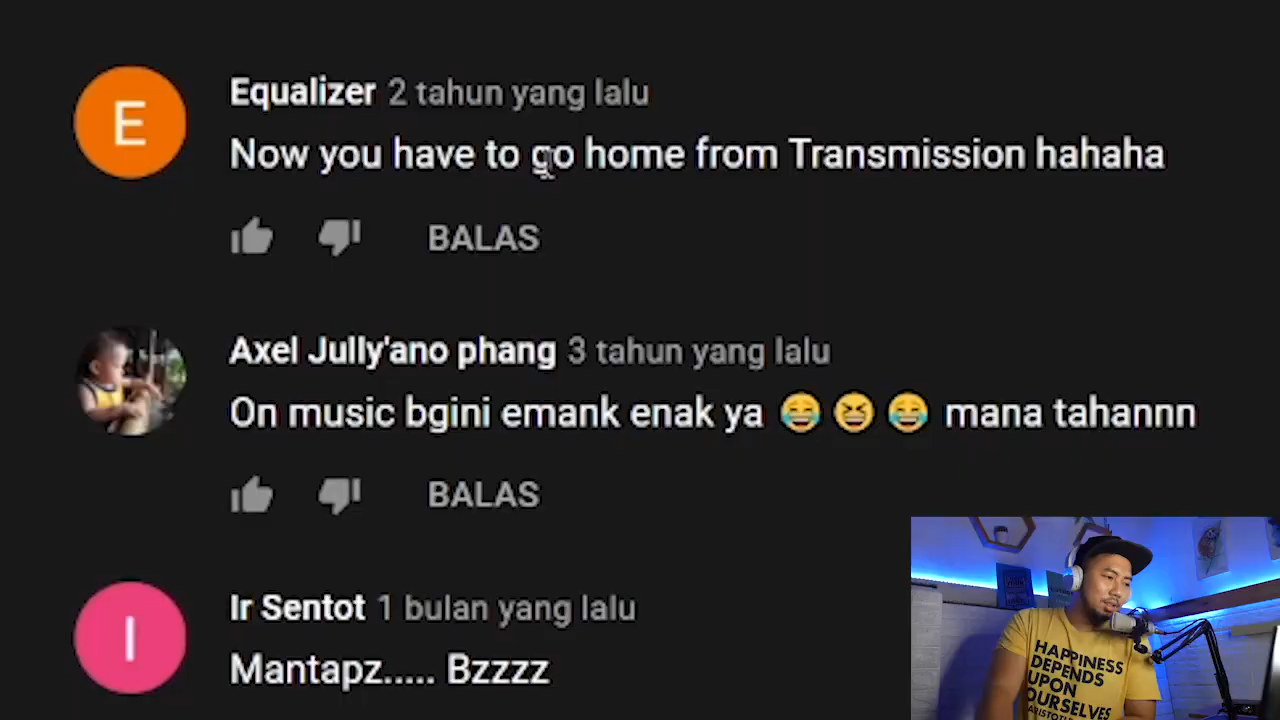 E
Equalizer 2 tahun yang lalu
Now you have to go home from Transmission hahaha
BALAS
Axel Jully'ano phang 3 tahun yang lalu
On music bgini emank enak ya 😂😆😂 mana tahannn
BALAS
I
Ir Sentot 1 bulan yang lalu
Mantapz..... Bzzzz
HAPPINESS
DEPENDS
UPON
OURSELVES